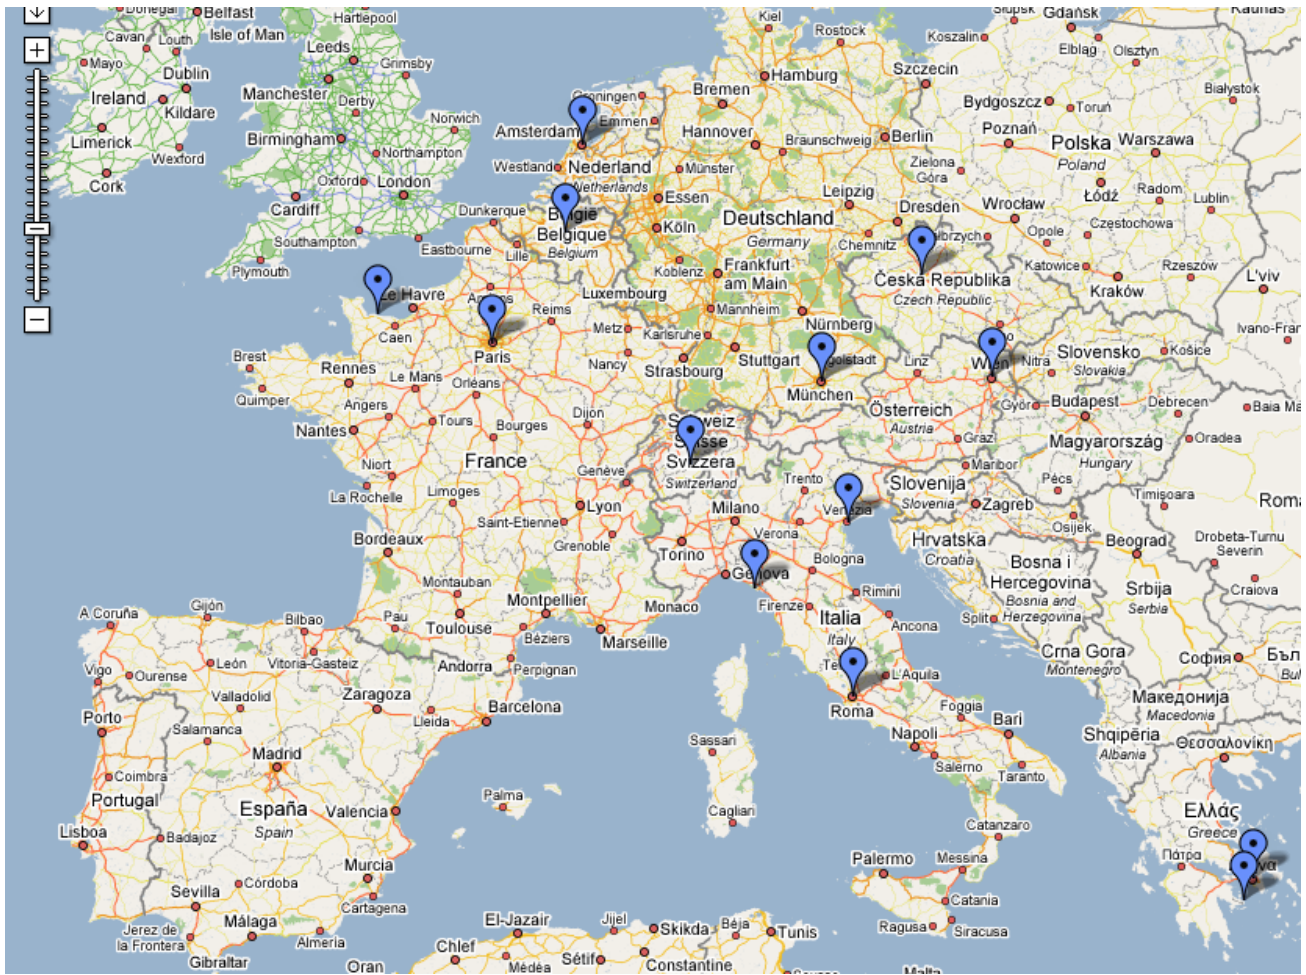 Donegal
Belfast
Hartlepool
Kiel
Rostock
Słupsk
Gdańsk
Kaunas
Cavan
Louth
Isle of Man
Leeds
Koszalin
Elbląg
Olsztyn
Mayo
Dublin
Grimsby
Hamburg
Szczecin
Ireland
Kildare
Manchester
Derby
Groningen
Bremen
Bydgoszcz
Toruń
Białystok
Limerick
Birmingham
Norwich
Amsterdam
Emmen
Hannover
Braunschweig
Berlin
Poznań
Polska
Poland
Warszawa
Wexford
Northampton
Westland
Nederland
Netherlands
Münster
Zielona
Góra
Cork
Oxford
London
Essen
Leipzig
Łódź
Radom
Lublin
Cardiff
Dunkerque
België
Belgique
Belgium
Köln
Deutschland
Germany
Dresden
Wrocław
Częstochowa
Southampton
Eastbourne
Lille
Chemnitz
Opole
Plymouth
Koblenz
Frankfurt
am Main
Katowice
Kraków
Rzeszów
L'viv
Česká Republika
Czech Republic
Le Havre
Luxembourg
Caen
Reims
Mannheim
Nürnberg
Metz
Karlsruhe
Ivano-Fran
Brest
Paris
Nancy
Stuttgart
Linz
Wien
Nitra
Slovensko
Slovakia
Košice
Rennes
Strasbourg
Quimper
Le Mans
Orléans
München
Österreich
Austria
Győr
Budapest
Debrecen
Baia Ma
Angers
Tours
Bourges
Dijon
Nantes
Schweiz
Suisse
Svizzera
Switzerland
Graz
Magyarország
Hungary
Oradea
Niort
France
Genève
Maribor
Pécs
La Rochelle
Limoges
Trento
Slovenija
Slovenia
Timişoara
Lyon
Milano
Venezia
Zagreb
Roma
Saint-Etienne
Verona
Osijek
Bordeaux
Grenoble
Torino
Hrvatska
Croatia
Beograd
Drobeta-Turnu
Severin
Genova
Bologna
Bosna i
Hercegovina
Bosnia and
Herzegovina
Montauban
Montpellier
Monaco
Firenze
Rimini
Srbija
Serbia
Craiova
A Coruña
Gijón
Bilbao
Pau
Toulouse
Béziers
Marseille
Italia
Italy
Ancona
Split
Vigo
Ourense
León
Vitoria-Gasteiz
Andorra
Perpignan
L'Aquila
Crna Gora
Montenegro
София
Valladolid
Zaragoza
Barcelona
Roma
Foggia
Македонија
Macedonia
Porto
Salamanca
Lleida
Bari
Napoli
Shqipëria
Albania
Θεσσαλονίκη
Madrid
Sassari
Salerno
Taranto
Coimbra
Portugal
España
Spain
Valencia
Palma
Cagliari
Ελλάς
Greece
Lisboa
Badajoz
Catanzaro
Murcia
Palermo
Messina
Πάτρα
Sevilla
Córdoba
Cartagena
Catania
Málaga
El-Jazair
Jijel
Skikda
Béja
Tunis
Ragusa
Siracusa
Jerez de
la Frontera
Almería
Gibraltar
Oran
Chlef
Médéa
Sétif
Constantine
Malta